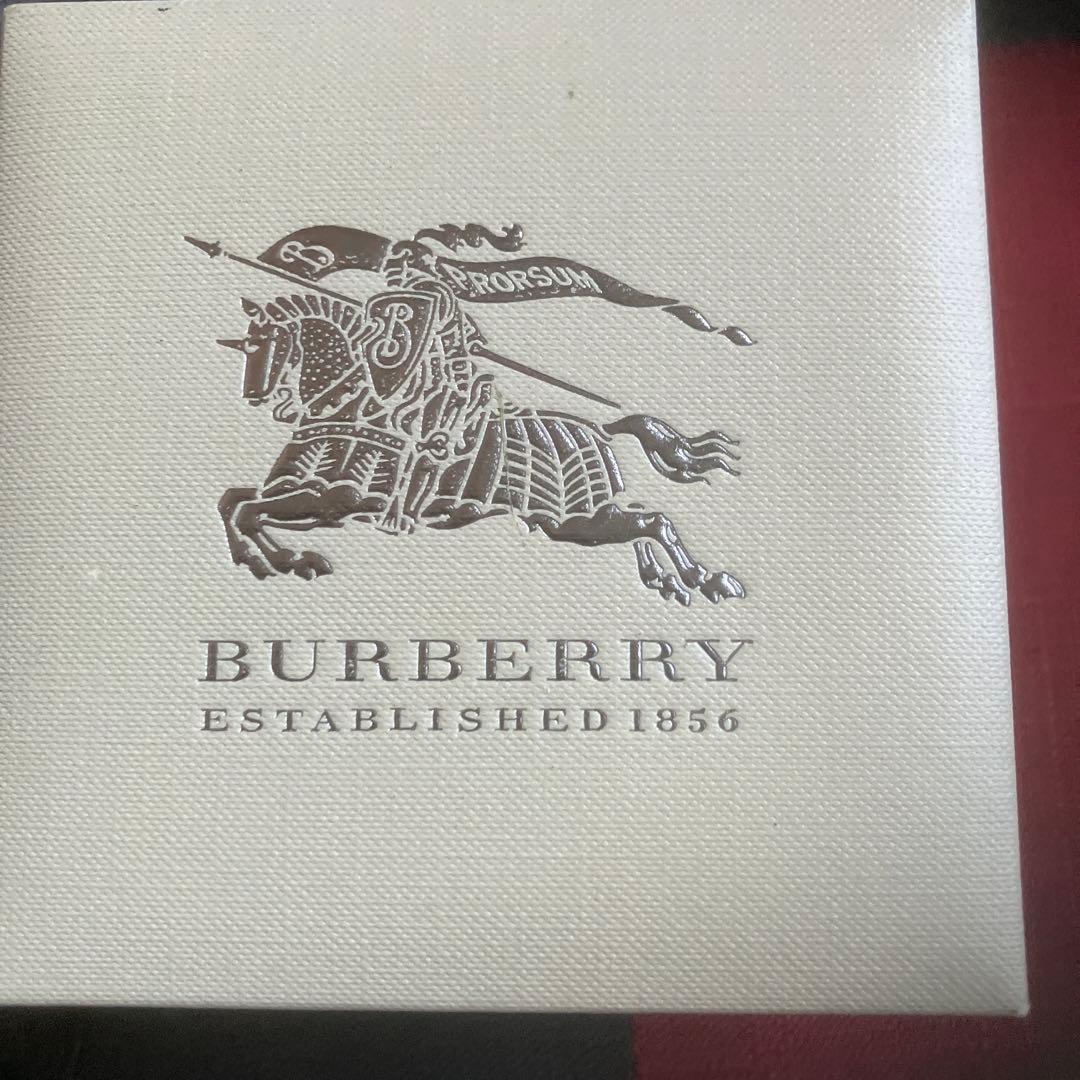 B
PRORSUM
B
BURBERRY
ESTABLISHED 1856